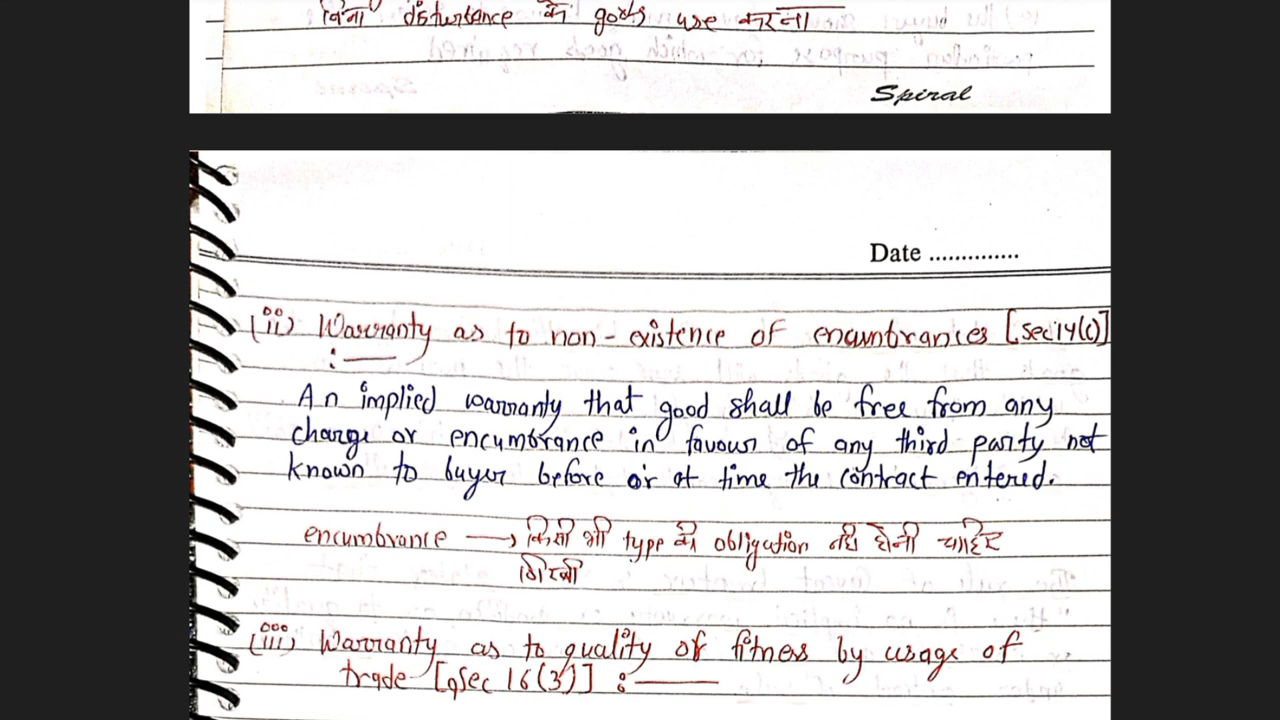 बिना disturbance के goods use करना
Spiral
Date ..............
(ii) Warranty as to non-existence of encumbrances [Sec 14(c)]
: —
An implied warranty that good shall be free from any
charge or encumbrance in favour of any third party not
known to buyer before or at time the contract entered.
encumbrance → किसी भी type की obligation नही होनी चाहिए
गिरवी
(iii) Warranty as to quality or fitness by usage of
trade [Sec 16(3)] : —